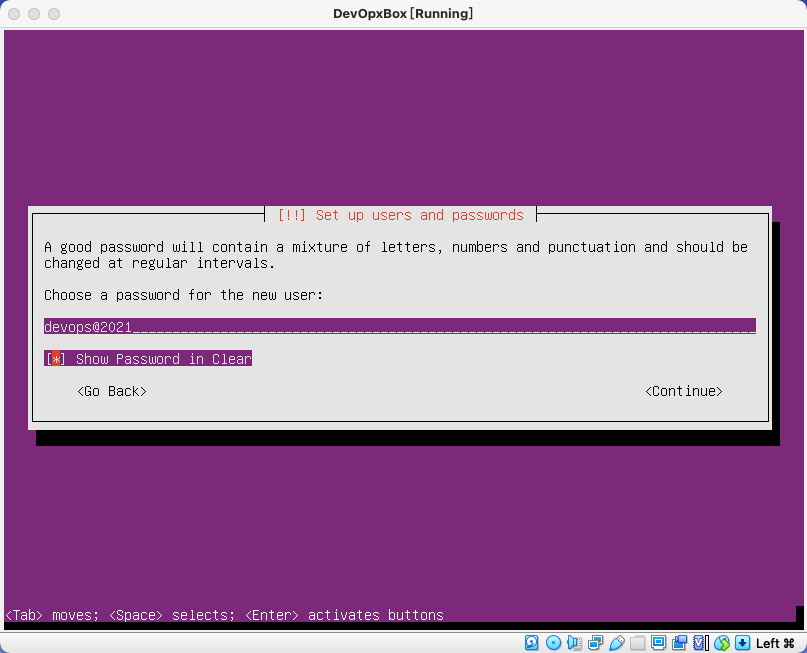 DevOpxBox [Running]
[!!] Set up users and passwords
A good password will contain a mixture of letters, numbers and punctuation and should be
changed at regular intervals.
Choose a password for the new user:
devops@2021_______________________________________________________________________________
[*] Show Password in Clear
<Go Back> <Continue>
<Tab> moves; <Space> selects; <Enter> activates buttons
Left ⌘